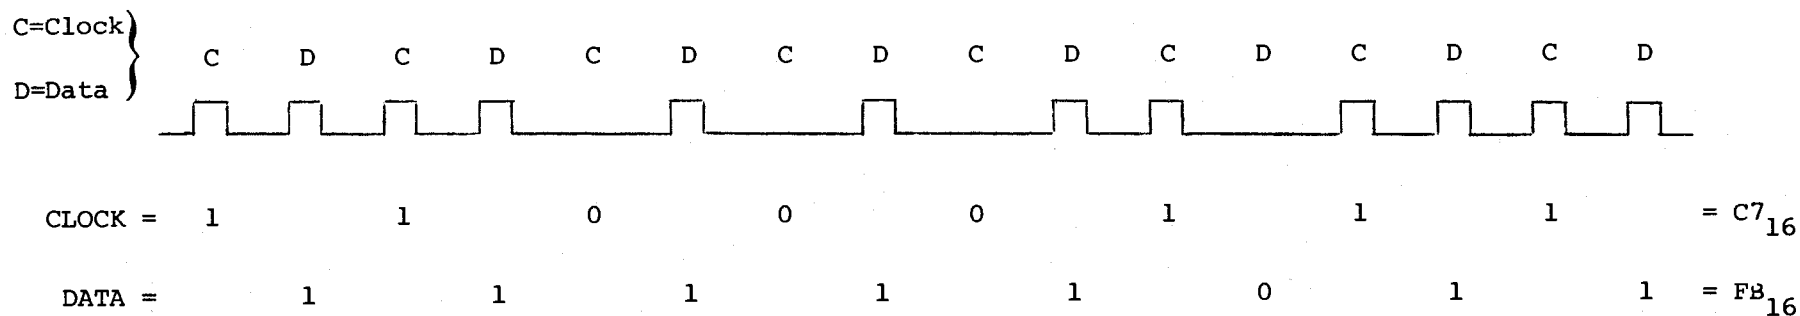 C=Clock
D=Data
C D C D C D C D C D C D C D C D
CLOCK = 1 1 0 0 0 1 1 1 = C7₁₆
DATA = 1 1 1 1 1 0 1 1 = FB₁₆